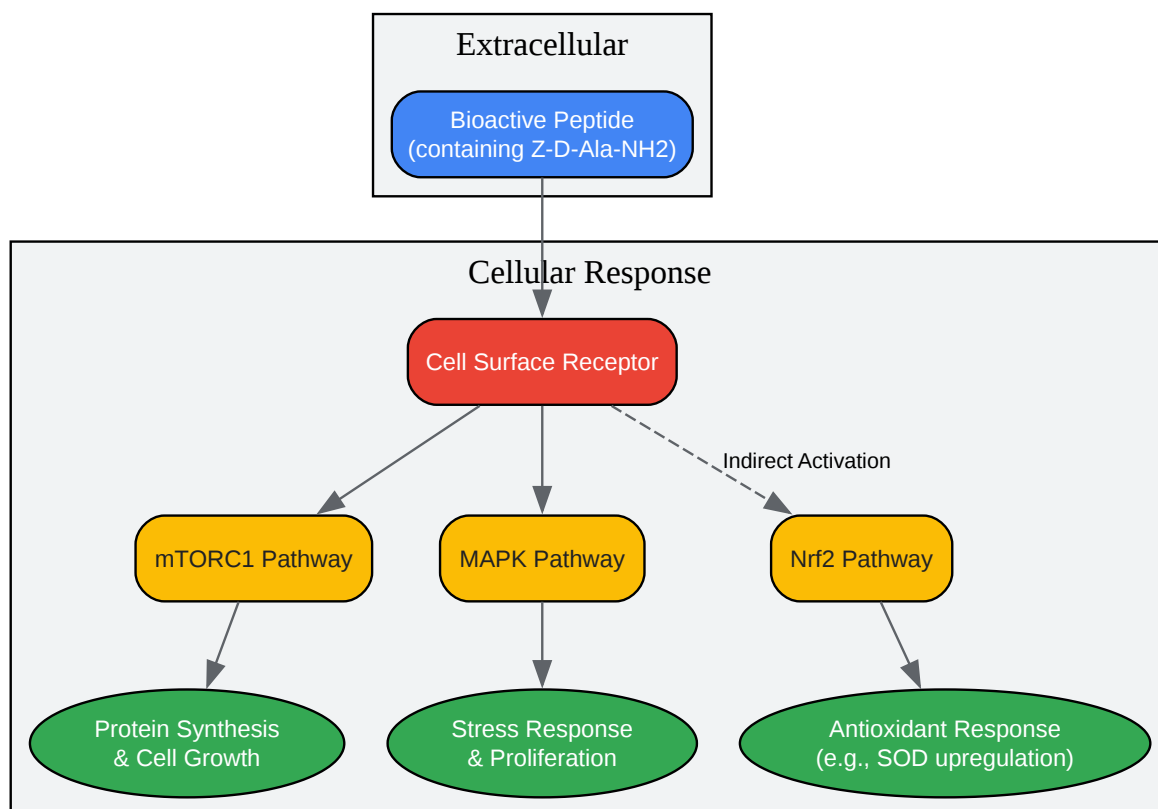 Extracellular
Bioactive Peptide
(containing Z-D-Ala-NH2)
Cellular Response
Cell Surface Receptor
Indirect Activation
mTORC1 Pathway
MAPK Pathway
Nrf2 Pathway
Protein Synthesis
& Cell Growth
Stress Response
& Proliferation
Antioxidant Response
(e.g., SOD upregulation)